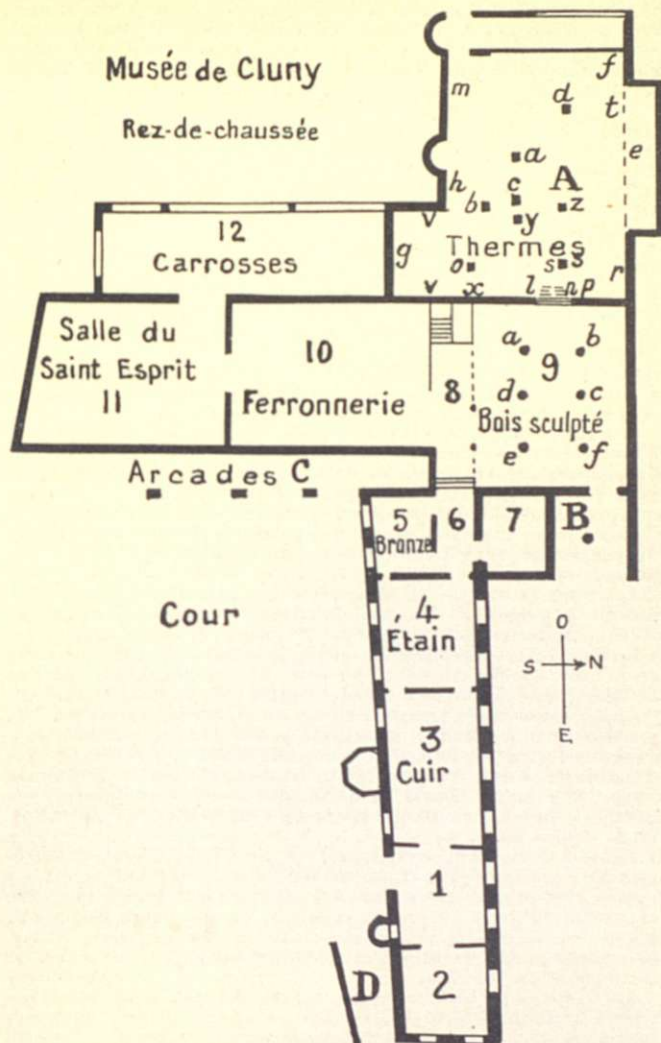 Musée de Cluny
Rez-de-chaussée
f
m
d
t
e
a
h
c
A
b
z
y
v
12
Carrosses
g
Thermes
o
s
s
r
v
x
l
n
p
Salle du
Saint Esprit
11
10
Ferronnerie
8
a
b
9
d
c
Bois sculpté
e
f
Arcades C
5
6
7
B
Bronze
Cour
4
Étain
O
S
N
E
3
Cuir
1
D
2